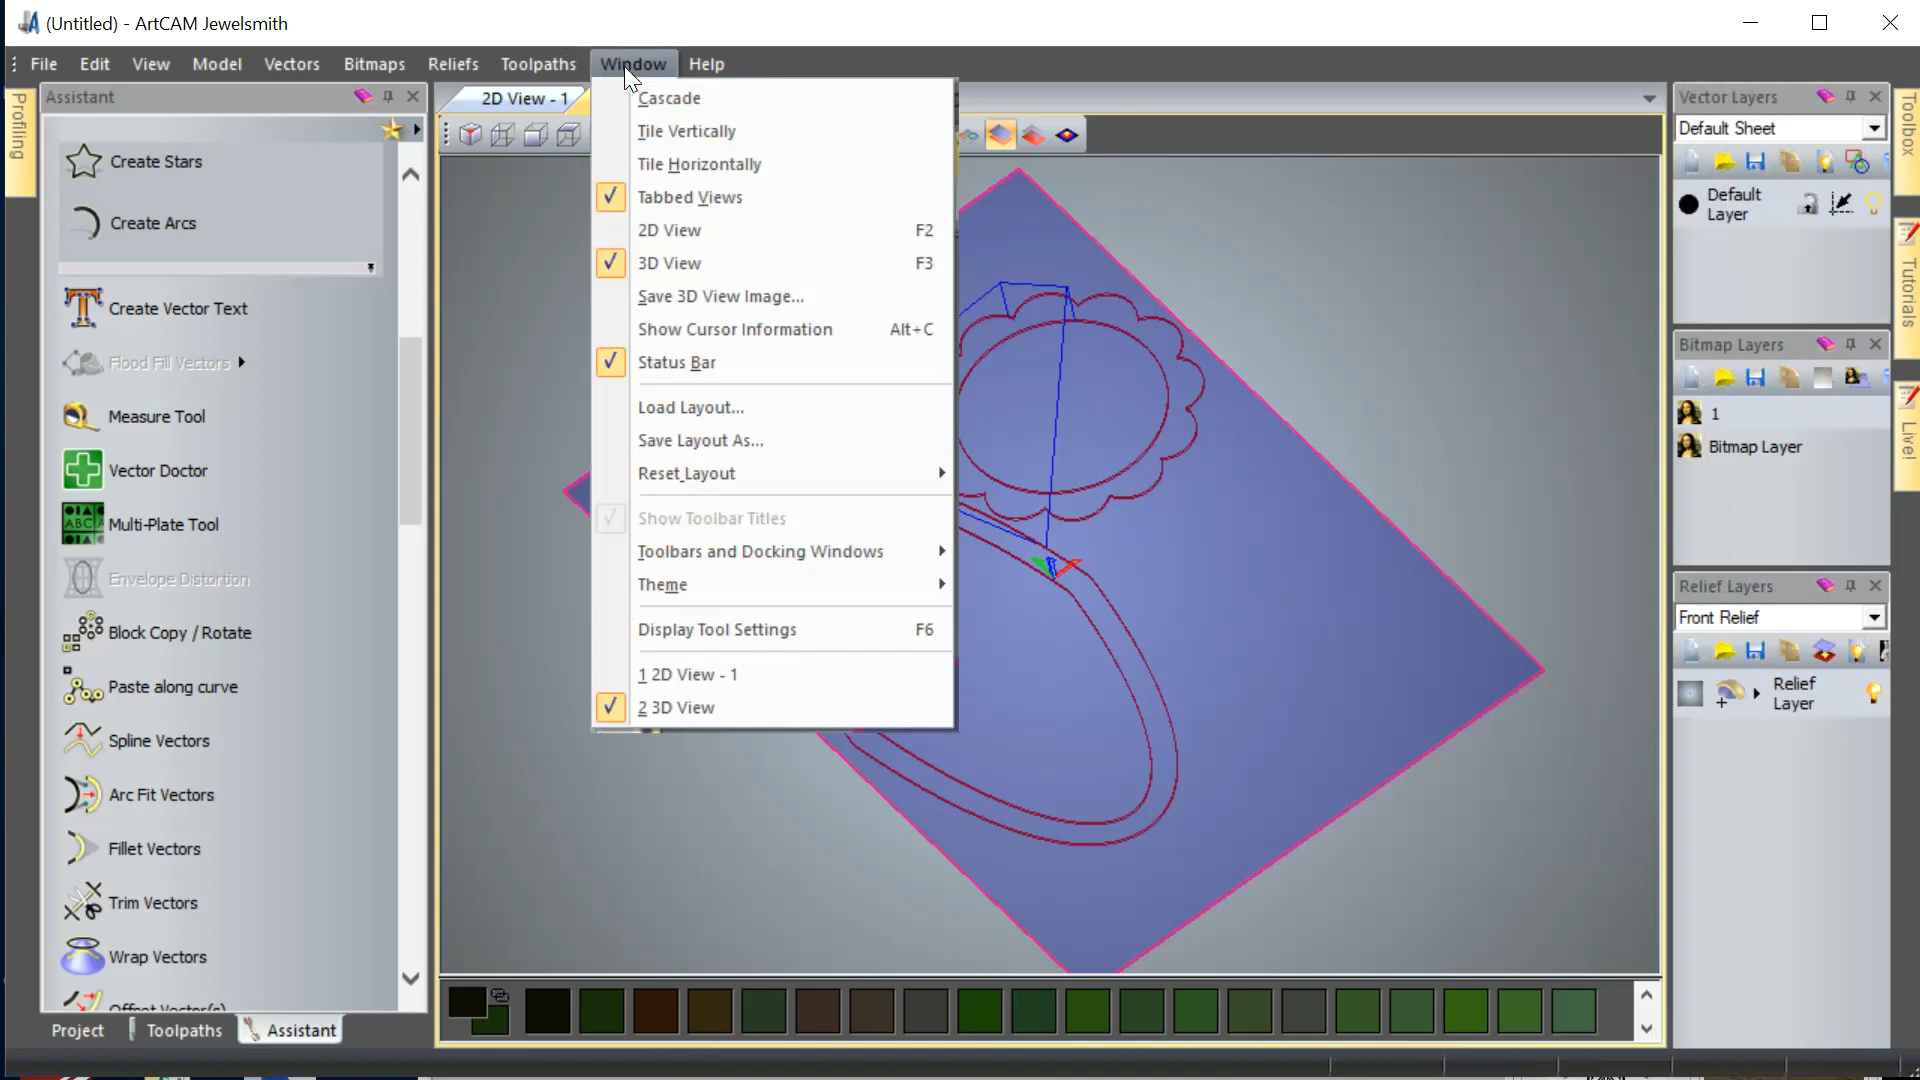 (Untitled) - ArtCAM Jewelsmith
File Edit View Model Vectors Bitmaps Reliefs Toolpaths Window Help
Profiling
Assistant
Create Stars
Create Arcs
Create Vector Text
Flood Fill Vectors
Measure Tool
Vector Doctor
Multi-Plate Tool
Envelope Distortion
Block Copy / Rotate
Paste along curve
Spline Vectors
Arc Fit Vectors
Fillet Vectors
Trim Vectors
Wrap Vectors
Offset Vector(s)
Project Toolpaths Assistant
2D View - 1
Cascade
Tile Vertically
Tile Horizontally
Tabbed Views
2D View F2
3D View F3
Save 3D View Image...
Show Cursor Information Alt+C
Status Bar
Load Layout...
Save Layout As...
Reset Layout
Show Toolbar Titles
Toolbars and Docking Windows
Theme
Display Tool Settings F6
1 2D View - 1
2 3D View
Vector Layers
Default Sheet
Default
Layer
Bitmap Layers
1
Bitmap Layer
Relief Layers
Front Relief
Relief
Layer
Toolbox
Tutorials
Live!